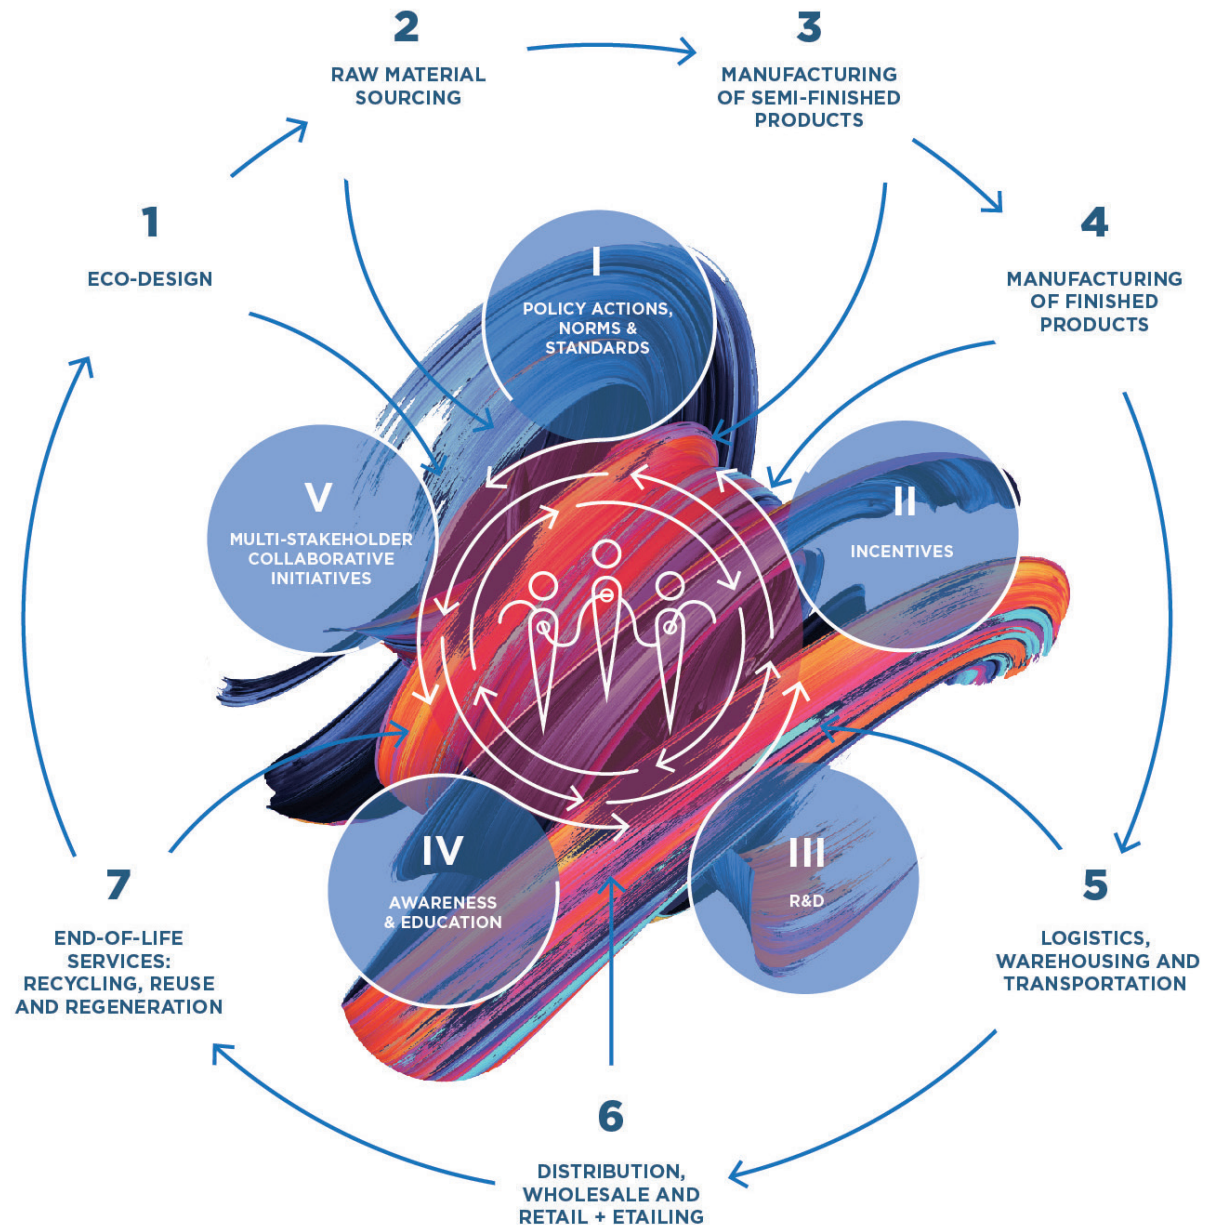 1
ECO-DESIGN
2
RAW MATERIAL
SOURCING
3
MANUFACTURING
OF SEMI-FINISHED
PRODUCTS
4
MANUFACTURING
OF FINISHED
PRODUCTS
5
LOGISTICS,
WAREHOUSING AND
TRANSPORTATION
6
DISTRIBUTION,
WHOLESALE AND
RETAIL + ETAILING
7
END-OF-LIFE
SERVICES:
RECYCLING, REUSE
AND REGENERATION
I
POLICY ACTIONS,
NORMS &
STANDARDS
II
INCENTIVES
III
R&D
IV
AWARENESS
& EDUCATION
V
MULTI-STAKEHOLDER
COLLABORATIVE
INITIATIVES